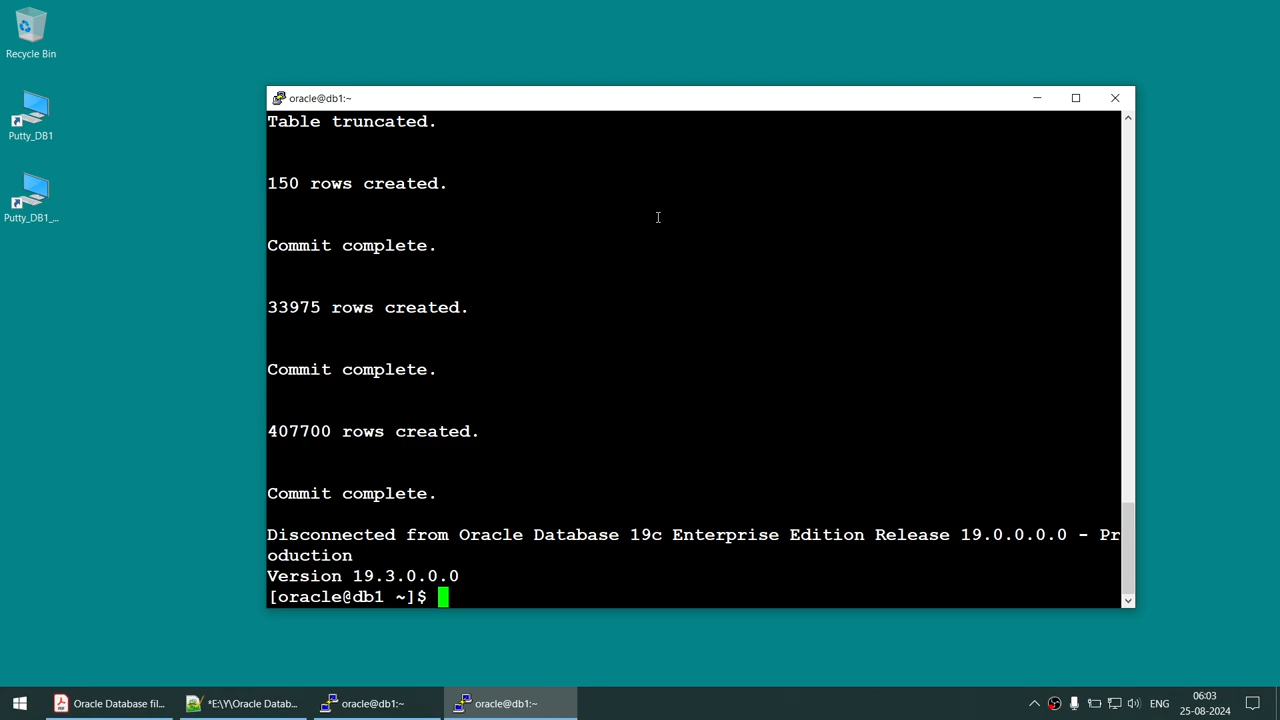 Recycle Bin
Putty_DB1
Putty_DB1_...
oracle@db1:~
Table truncated.
150 rows created.
Commit complete.
33975 rows created.
Commit complete.
407700 rows created.
Commit complete.
Disconnected from Oracle Database 19c Enterprise Edition Release 19.0.0.0.0 - Pr
oduction
Version 19.3.0.0.0
[oracle@db1 ~]$
Oracle Database fil...
*E:\Y\Oracle Datab...
oracle@db1:~
oracle@db1:~
ENG
06:03
25-08-2024